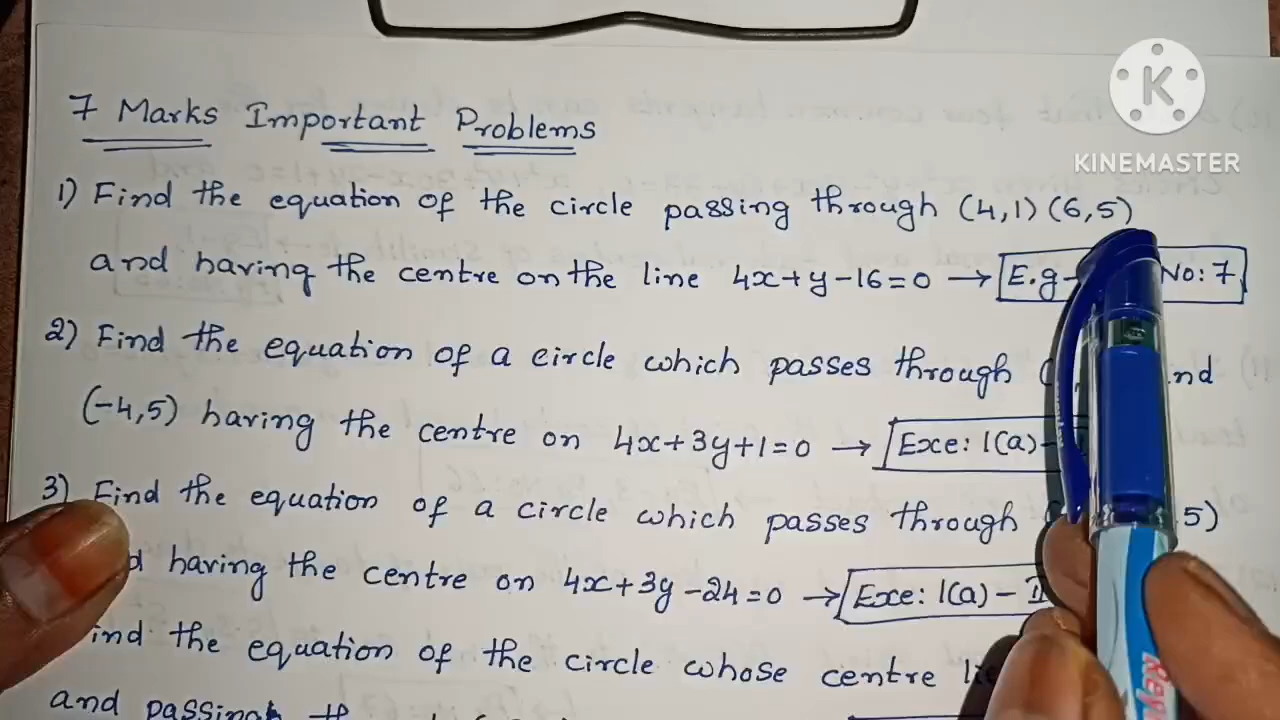 7 Marks Important Problems
K
KINEMASTER
1) Find the equation of the circle passing through (4,1) (6,5)
and having the centre on the line 4x+y-16=0 → E.g- No: 7
2) Find the equation of a circle which passes through and
(-4,5) having the centre on 4x+3y+1=0 → Exce: 1(a)-
3) Find the equation of a circle which passes through 5)
having the centre on 4x+3y-24=0 → Exce: 1(a) - II
the equation of the circle whose centre
and passing